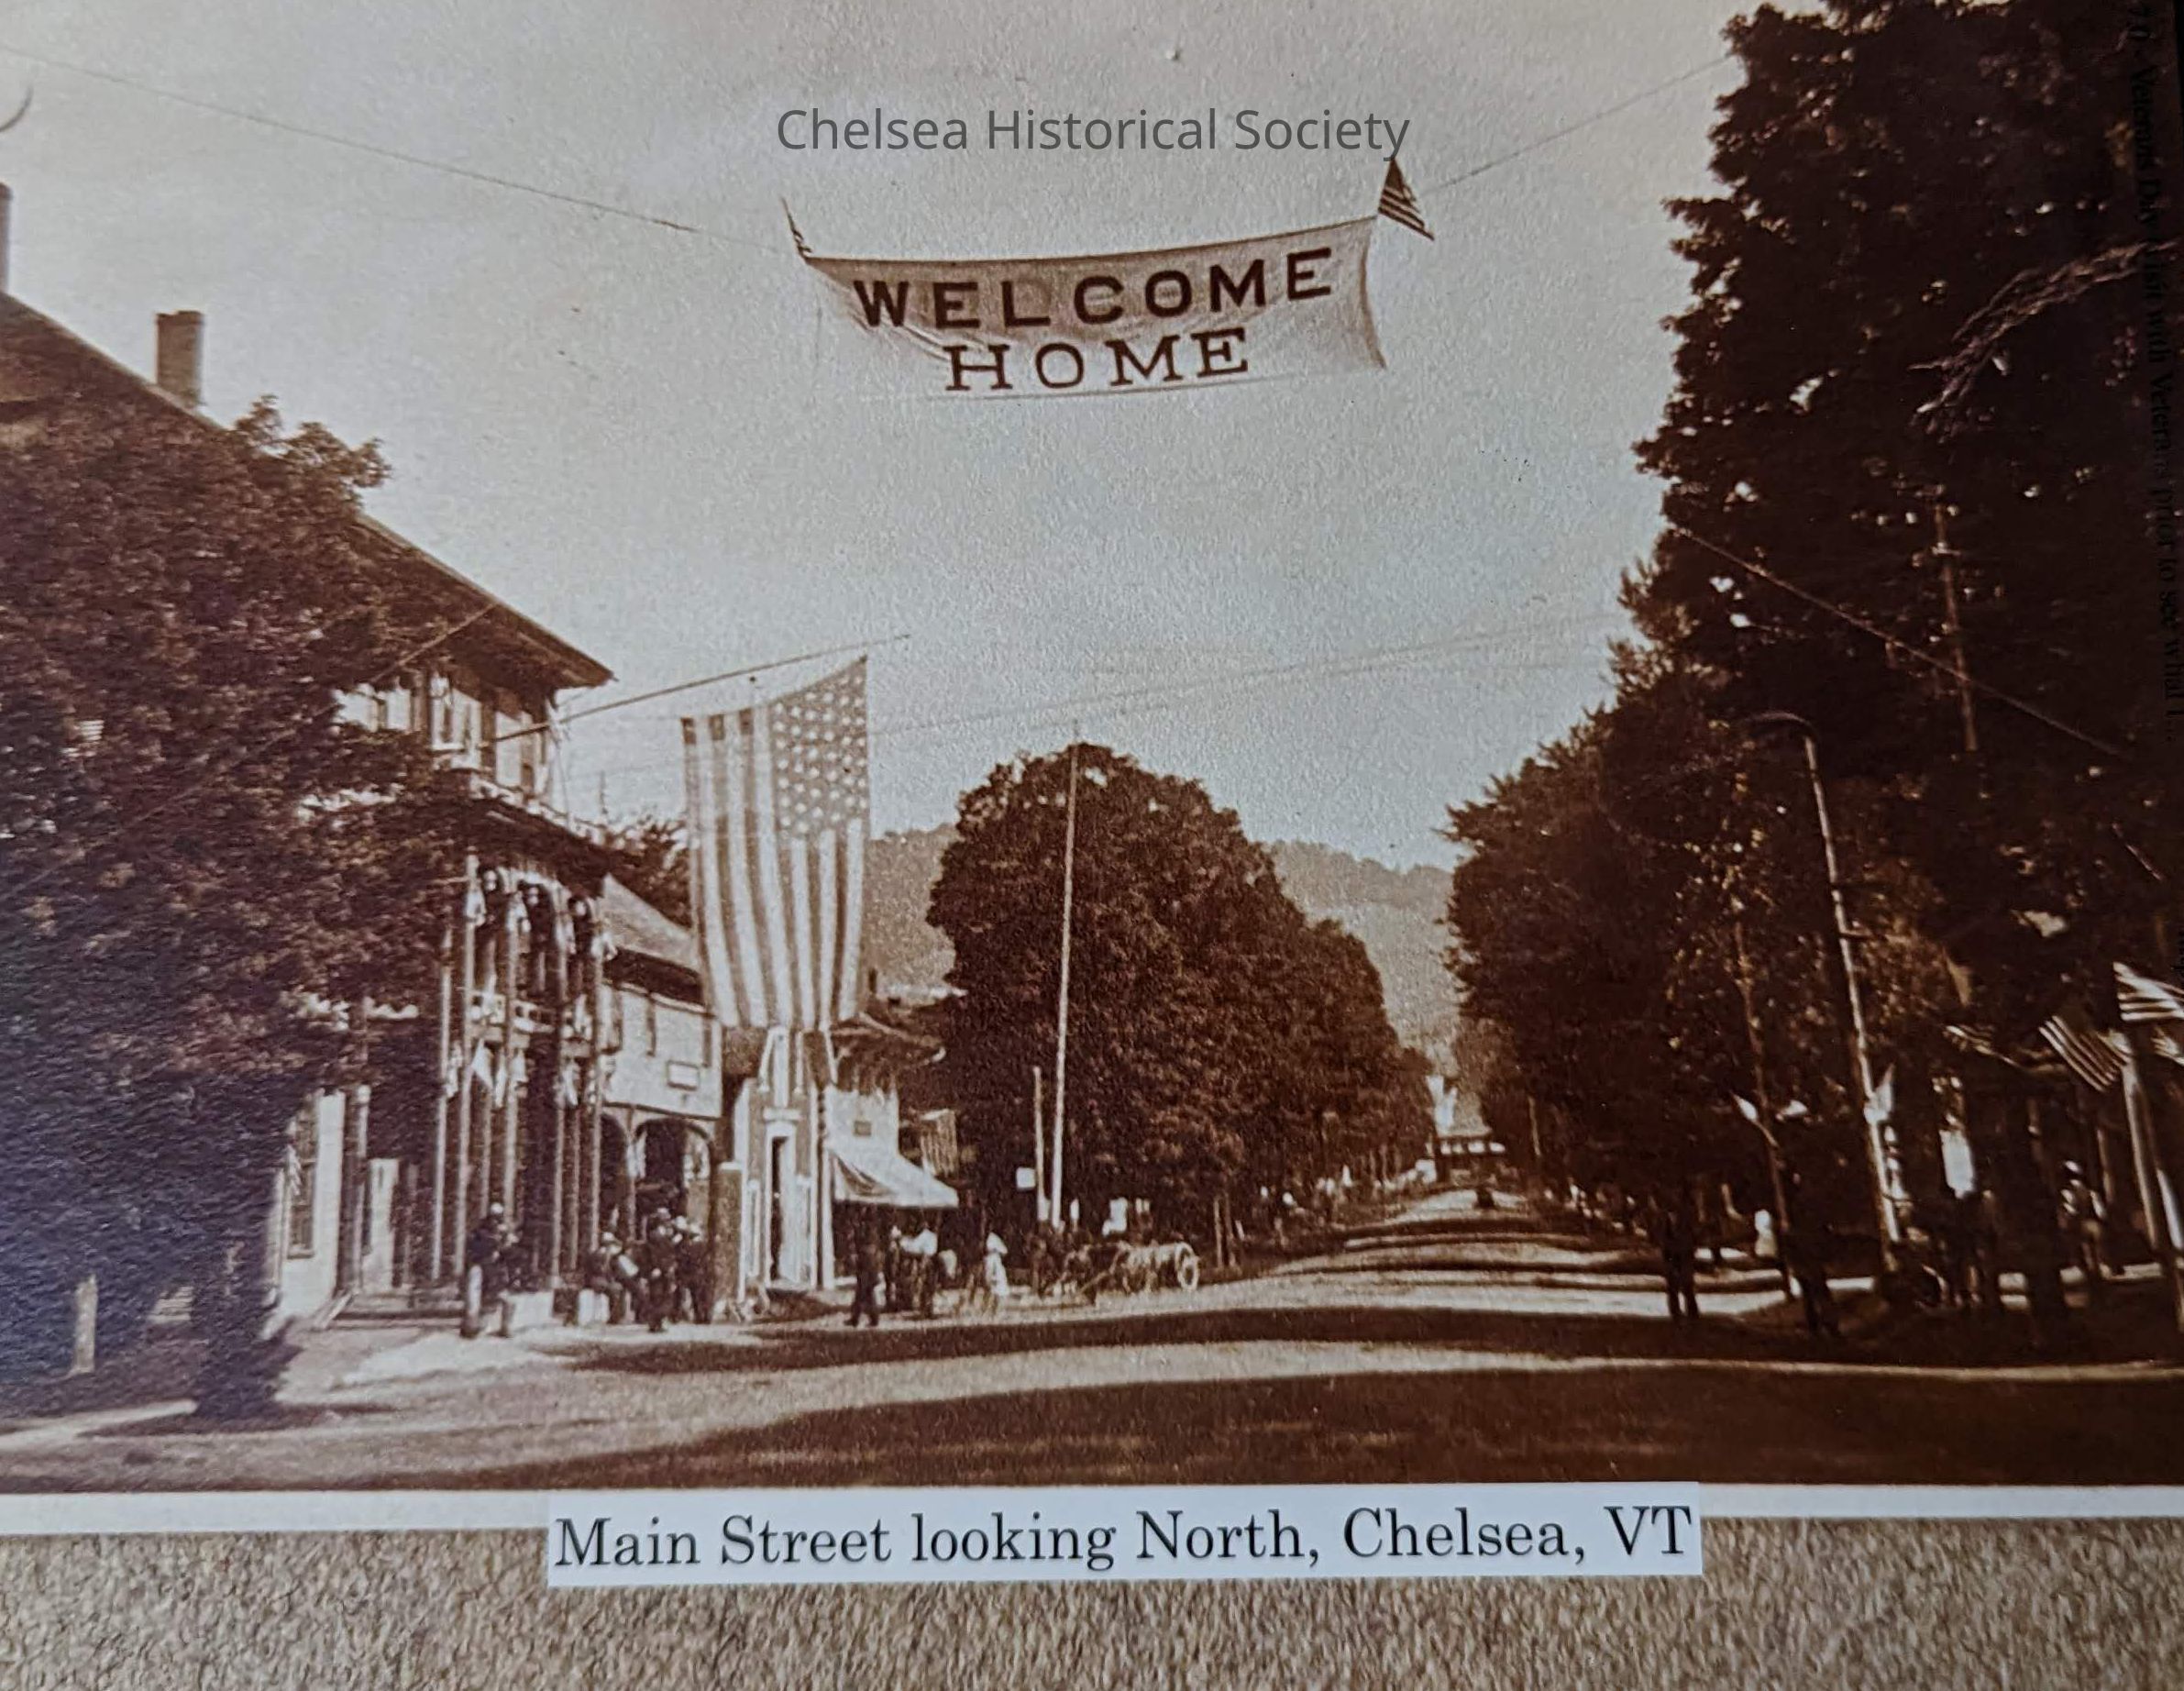 Chelsea Historical Society
WELCOME
HOME
Main Street looking North, Chelsea, VT